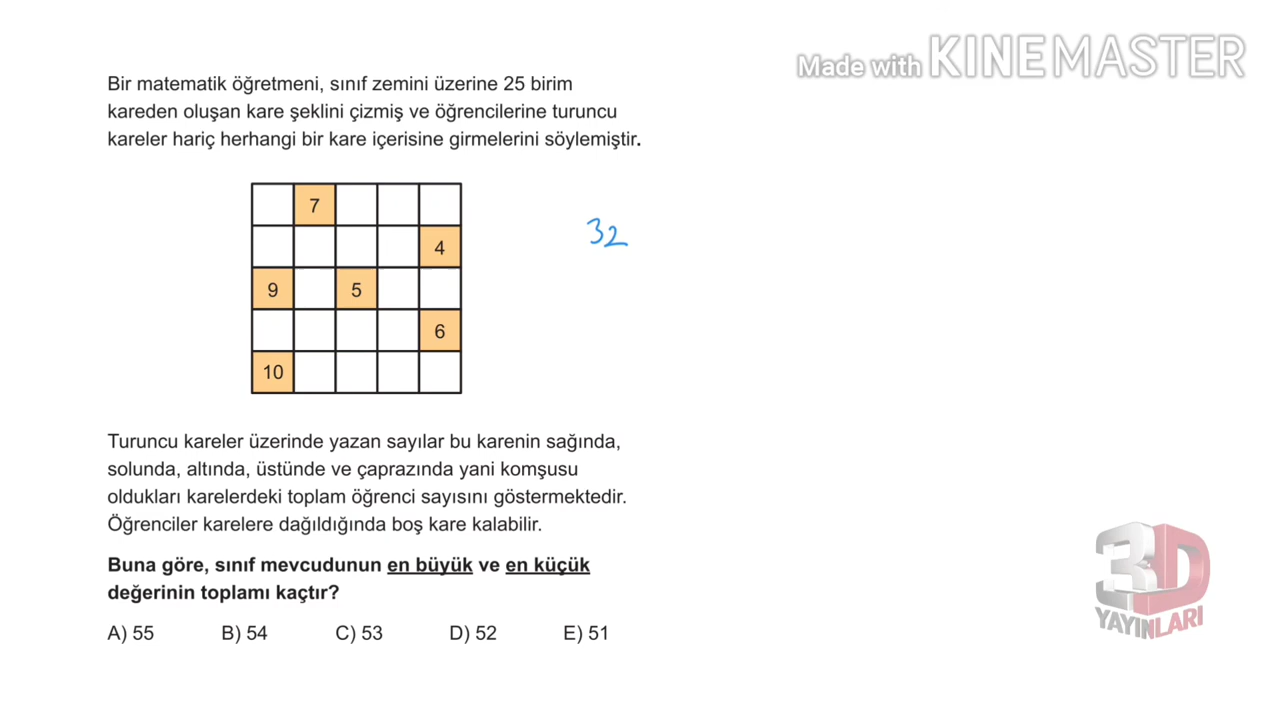 Made with KINEMASTER
Bir matematik öğretmeni, sınıf zemini üzerine 25 birim
kareden oluşan kare şeklini çizmiş ve öğrencilerine turuncu
kareler hariç herhangi bir kare içerisine girmelerini söylemiştir.
7
32
4
9 5
6
10
Turuncu kareler üzerinde yazan sayılar bu karenin sağında,
solunda, altında, üstünde ve çaprazında yani komşusu
oldukları karelerdeki toplam öğrenci sayısını göstermektedir.
Öğrenciler karelere dağıldığında boş kare kalabilir.
Buna göre, sınıf mevcudunun en büyük ve en küçük
değerinin toplamı kaçtır?
A) 55 B) 54 C) 53 D) 52 E) 51
3D
YAYINLARI